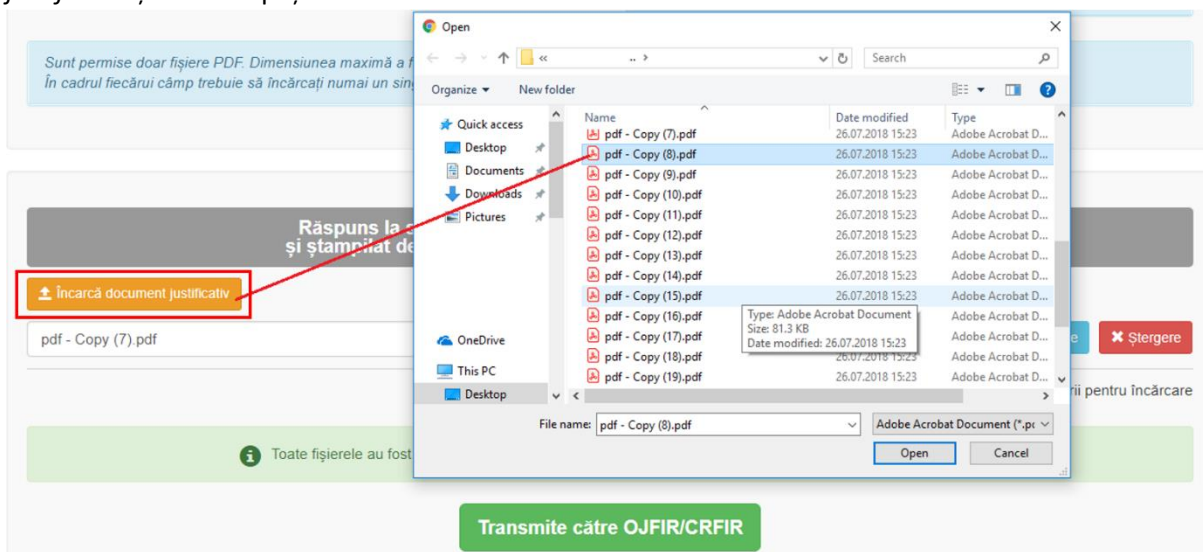 Open
Sunt permise doar fișiere PDF. Dimensiunea maximă a f
În cadrul fiecărui câmp trebuie să încărcați numai un sin
« .. >
Search
Organize
New folder
Quick access
Desktop
Documents
Downloads
Pictures
OneDrive
This PC
Desktop
Name Date modified Type
pdf - Copy (7).pdf 26.07.2018 15:23 Adobe Acrobat D...
pdf - Copy (8).pdf 26.07.2018 15:23 Adobe Acrobat D...
pdf - Copy (9).pdf 26.07.2018 15:23 Adobe Acrobat D...
pdf - Copy (10).pdf 26.07.2018 15:23 Adobe Acrobat D...
pdf - Copy (11).pdf 26.07.2018 15:23 Adobe Acrobat D...
pdf - Copy (12).pdf 26.07.2018 15:23 Adobe Acrobat D...
pdf - Copy (13).pdf 26.07.2018 15:23 Adobe Acrobat D...
pdf - Copy (14).pdf 26.07.2018 15:23 Adobe Acrobat D...
pdf - Copy (15).pdf 26.07.2018 15:23 Adobe Acrobat D...
pdf - Copy (16).pdf Adobe Acrobat D...
pdf - Copy (17).pdf Adobe Acrobat D...
pdf - Copy (18).pdf 26.07.2018 15:23 Adobe Acrobat D...
pdf - Copy (19).pdf 26.07.2018 15:23 Adobe Acrobat D...
Type: Adobe Acrobat Document
Size: 81.3 KB
Date modified: 26.07.2018 15:23
File name: pdf - Copy (8).pdf
Adobe Acrobat Document (*.pc
Open
Cancel
Răspuns la
și ștampilat de
Încarcă document justificativ
pdf - Copy (7).pdf
e
Ștergere
rii pentru încărcare
Toate fișierele au fost
Transmite către OJFIR/CRFIR